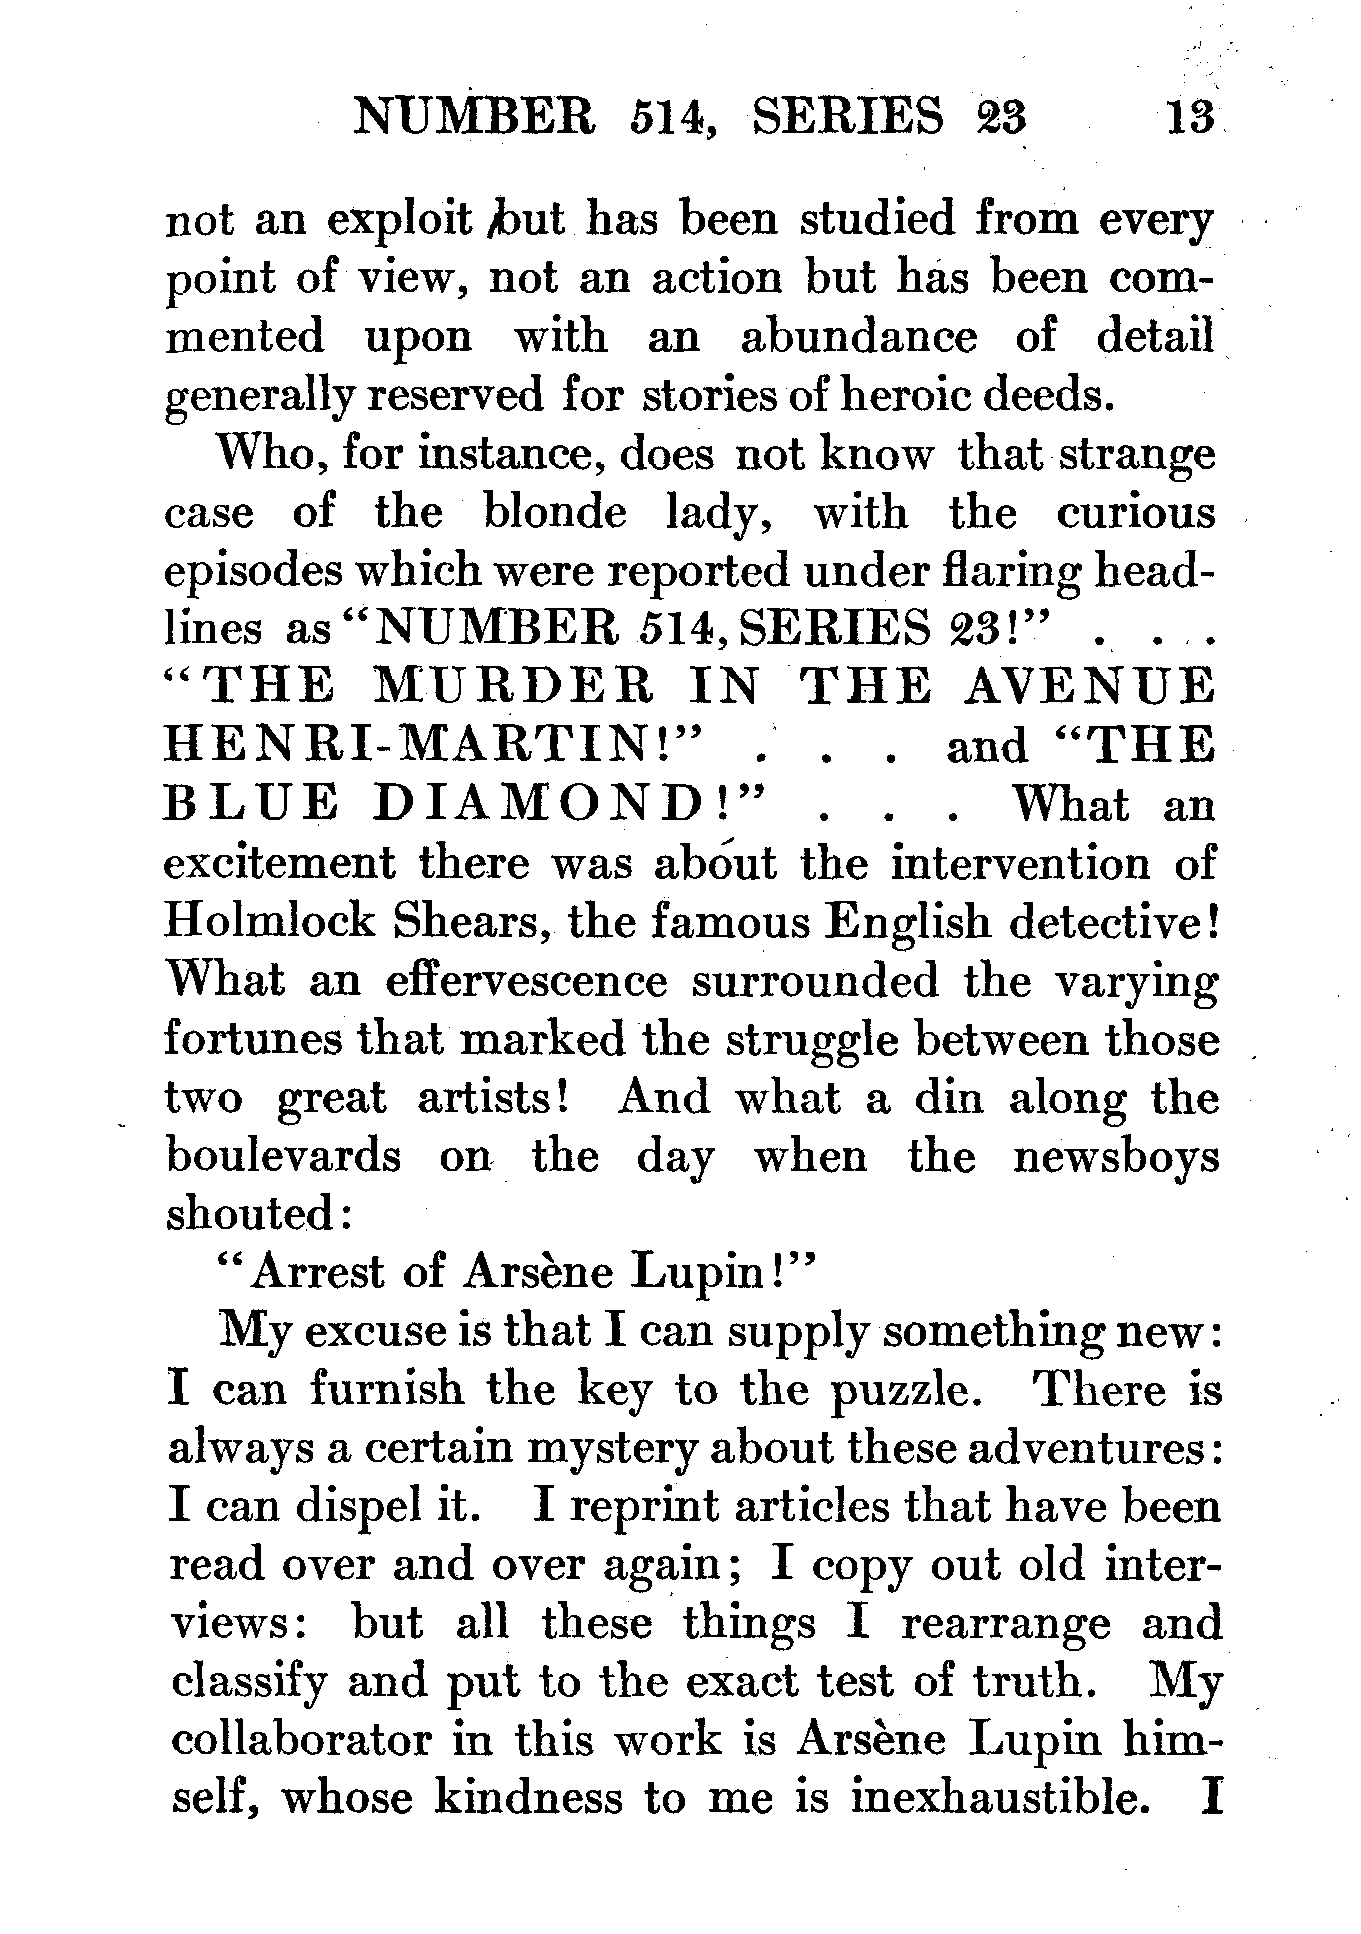 NUMBER 514, SERIES 23 13
not an exploit but has been studied from every
point of view, not an action but has been com-
mented upon with an abundance of detail
generally reserved for stories of heroic deeds.
Who, for instance, does not know that strange
case of the blonde lady, with the curious
episodes which were reported under flaring head-
lines as “NUMBER 514, SERIES 23!” . . .
“THE MURDER IN THE AVENUE
HENRI-MARTIN!” . . . and “THE
BLUE DIAMOND!” . . . What an
excitement there was about the intervention of
Holmlock Shears, the famous English detective!
What an effervescence surrounded the varying
fortunes that marked the struggle between those
two great artists! And what a din along the
boulevards on the day when the newsboys
shouted:
“Arrest of Arsène Lupin!”
My excuse is that I can supply something new:
I can furnish the key to the puzzle. There is
always a certain mystery about these adventures:
I can dispel it. I reprint articles that have been
read over and over again; I copy out old inter-
views: but all these things I rearrange and
classify and put to the exact test of truth. My
collaborator in this work is Arsène Lupin him-
self, whose kindness to me is inexhaustible. I